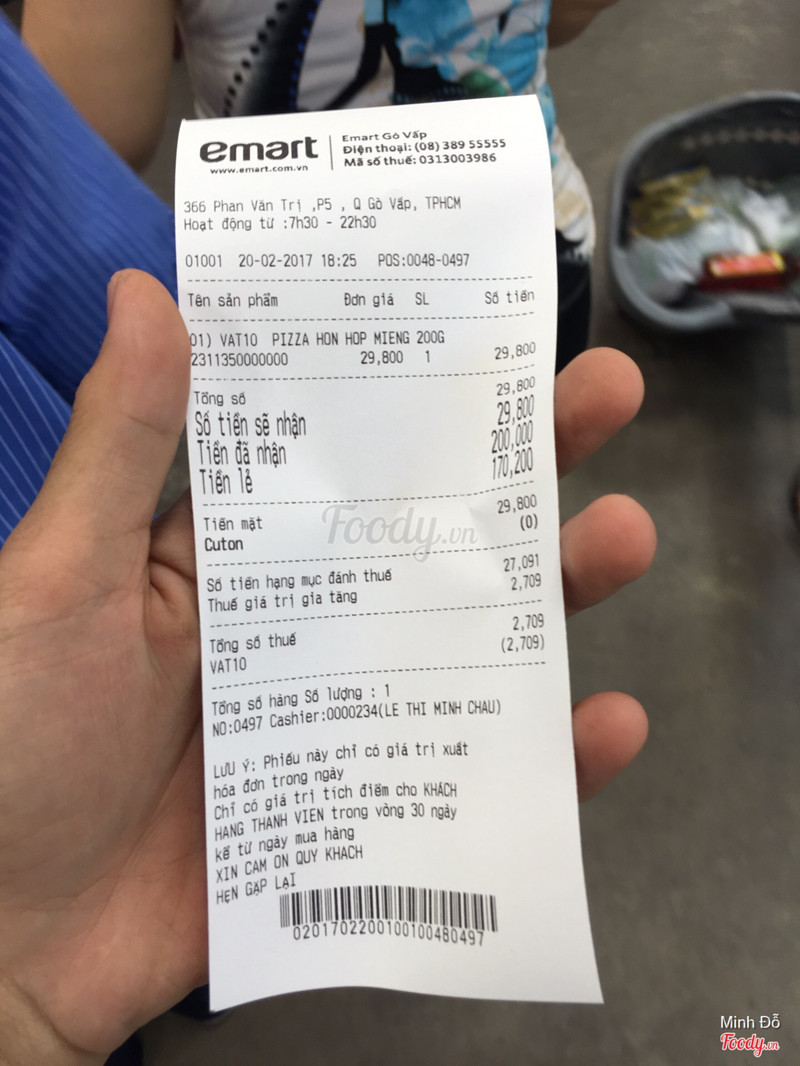 emart
www.emart.com.vn
Emart Gò Vấp
Điện thoại: (08) 389 55555
Mã số thuế: 0313003986
366 Phan Văn Trị ,P5 , Q Gò Vấp, TPHCM
Hoạt động từ :7h30 - 22h30
01001 20-02-2017 18:25 POS:0048-0497
Tên sản phẩm Đơn giá SL Số tiền
01) VAT10 PIZZA HON HOP MIENG 200G
2311350000000 29,800 1 29,800
Tổng số 29,800
Số tiền sẽ nhận 29,800
Tiền đã nhận 200,000
Tiền lẻ 170,200
Tiền mặt 29,800
Cuton (0)
Foody.vn
Số tiền hạng mục đánh thuế 27,091
Thuế giá trị gia tăng 2,709
Tổng số thuế 2,709
VAT10 (2,709)
Tổng số hàng Số lượng : 1
NO:0497 Cashier:0000234(LE THI MINH CHAU)
LƯU Ý: Phiếu này chỉ có giá trị xuất
hóa đơn trong ngày
Chỉ có giá trị tích điểm cho KHÁCH
HANG THANH VIEN trong vòng 30 ngày
kể từ ngày mua hàng
XIN CAM ON QUY KHACH
HẸN GẶP LẠI
0201702200100100480497
Minh Đỗ
Foody.vn